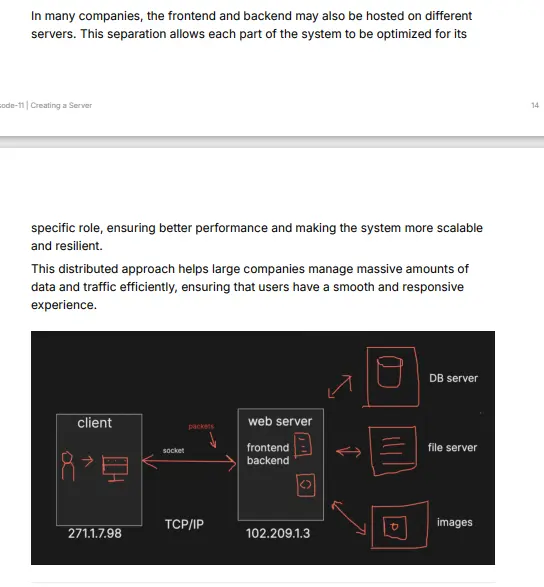 In many companies, the frontend and backend may also be hosted on different
servers. This separation allows each part of the system to be optimized for its
ode-11 | Creating a Server
14
specific role, ensuring better performance and making the system more scalable
and resilient.
This distributed approach helps large companies manage massive amounts of
data and traffic efficiently, ensuring that users have a smooth and responsive
experience.
DB server
client
packets
web server
socket
frontend
backend
file server
TCP/IP
images
271.1.7.98
102.209.1.3